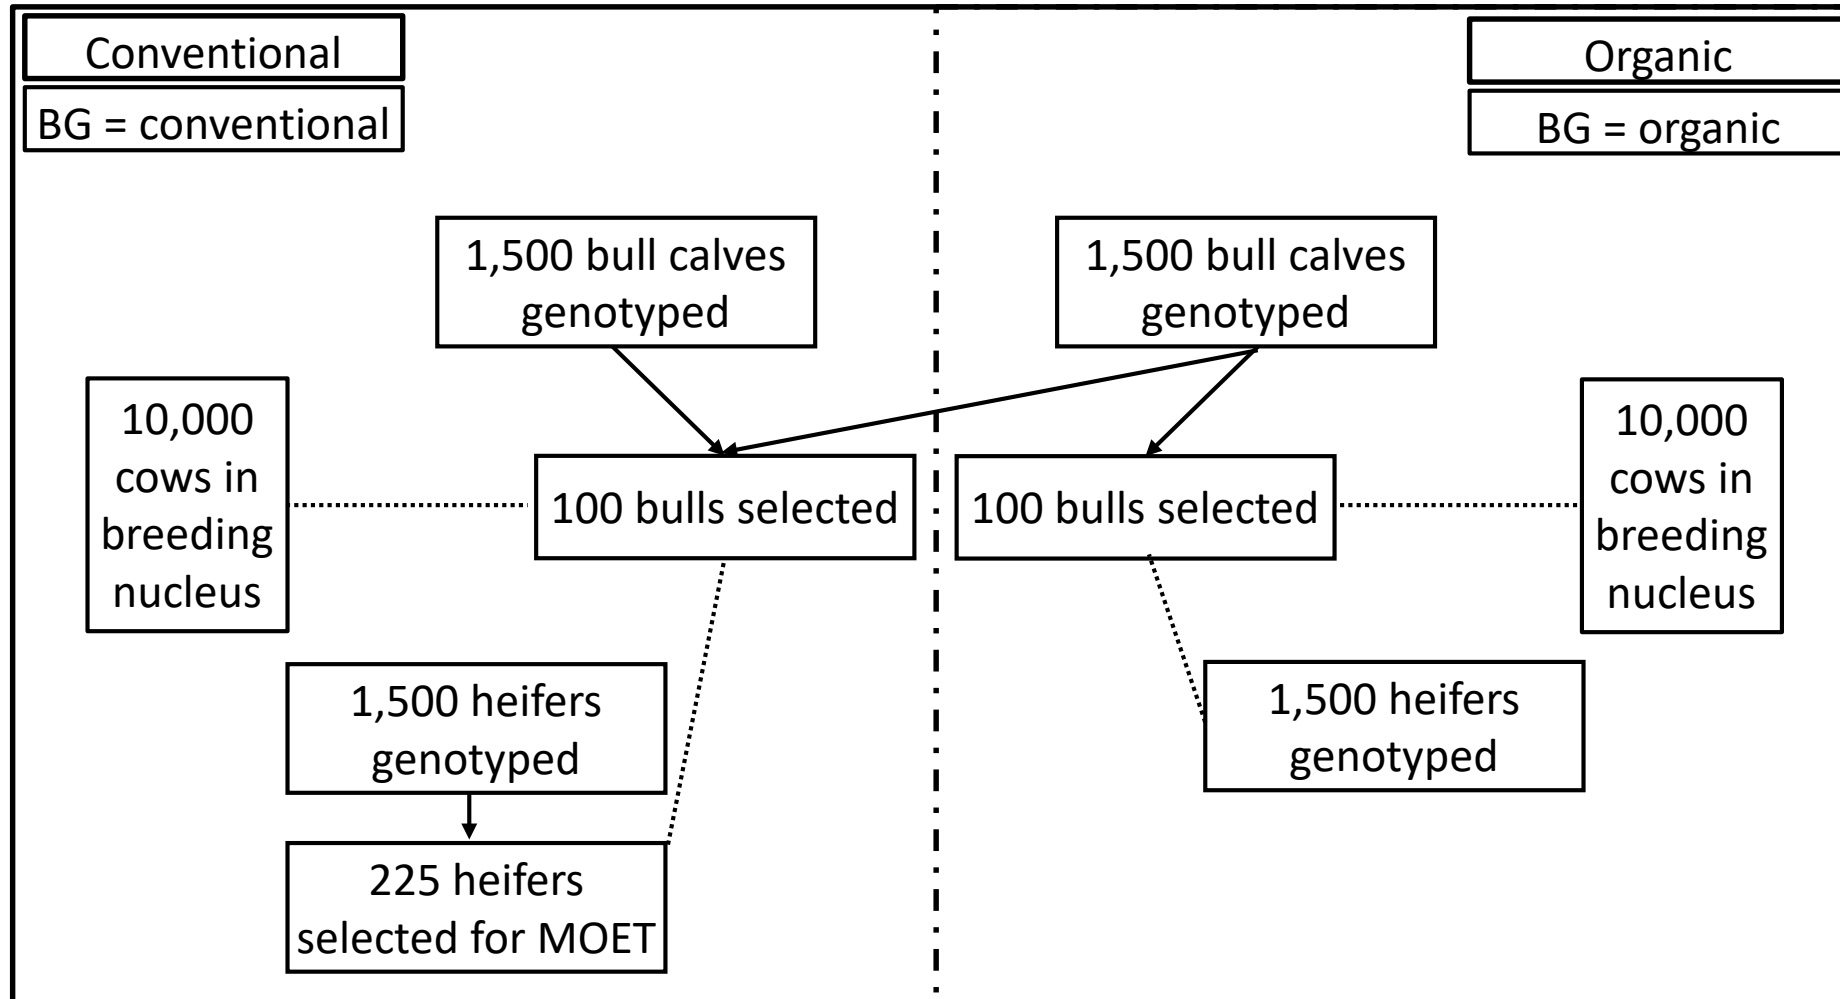 Conventional
BG = conventional
Organic
BG = organic
1,500 bull calves
genotyped
1,500 bull calves
genotyped
10,000
cows in
breeding
nucleus
100 bulls selected
100 bulls selected
10,000
cows in
breeding
nucleus
1,500 heifers
genotyped
1,500 heifers
genotyped
225 heifers
selected for MOET